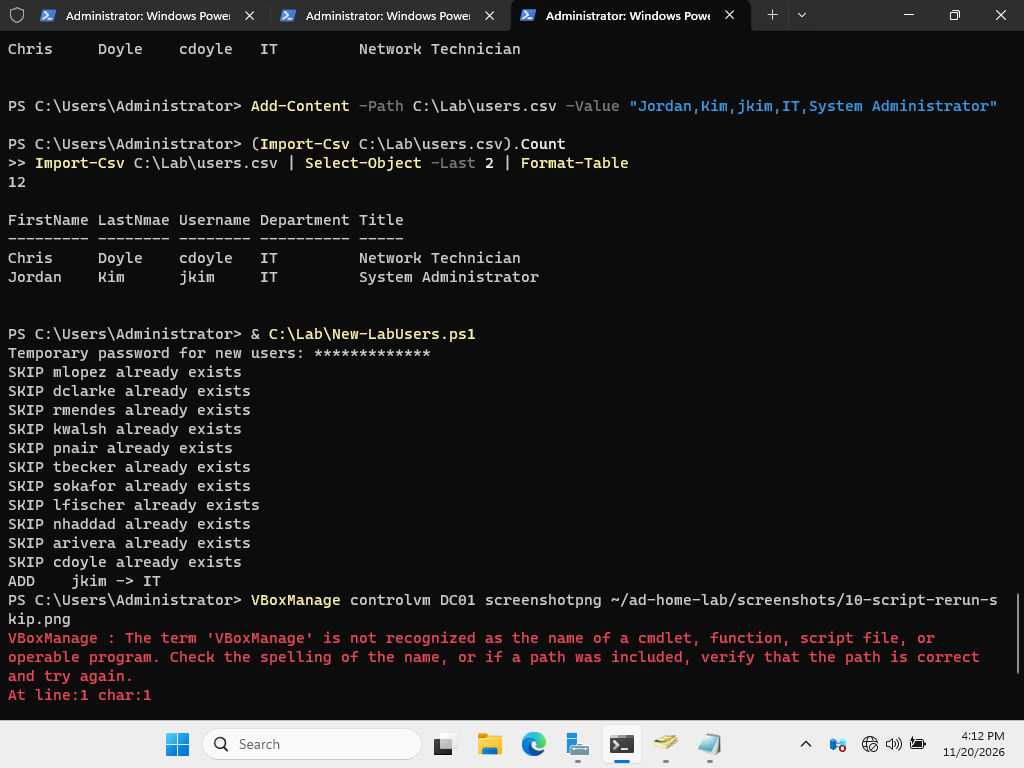 Administrator: Windows Power Administrator: Windows Power Administrator: Windows Powe
Chris     Doyle    cdoyle   IT         Network Technician
PS C:\Users\Administrator> Add-Content -Path C:\Lab\users.csv -Value "Jordan,Kim,jkim,IT,System Administrator"
PS C:\Users\Administrator> (Import-Csv C:\Lab\users.csv).Count
>> Import-Csv C:\Lab\users.csv | Select-Object -Last 2 | Format-Table
12
FirstName LastNmae Username Department Title
--------- -------- -------- ---------- -----
Chris     Doyle    cdoyle   IT         Network Technician
Jordan    Kim      jkim     IT         System Administrator
PS C:\Users\Administrator> & C:\Lab\New-LabUsers.ps1
Temporary password for new users: *************
SKIP mlopez already exists
SKIP dclarke already exists
SKIP rmendes already exists
SKIP kwalsh already exists
SKIP pnair already exists
SKIP tbecker already exists
SKIP sokafor already exists
SKIP lfischer already exists
SKIP nhaddad already exists
SKIP arivera already exists
SKIP cdoyle already exists
ADD    jkim -> IT
PS C:\Users\Administrator> VBoxManage controlvm DC01 screenshotpng ~/ad-home-lab/screenshots/10-script-rerun-s
kip.png
VBoxManage : The term 'VBoxManage' is not recognized as the name of a cmdlet, function, script file, or
operable program. Check the spelling of the name, or if a path was included, verify that the path is correct
and try again.
At line:1 char:1
Search
4:12 PM
11/20/2026